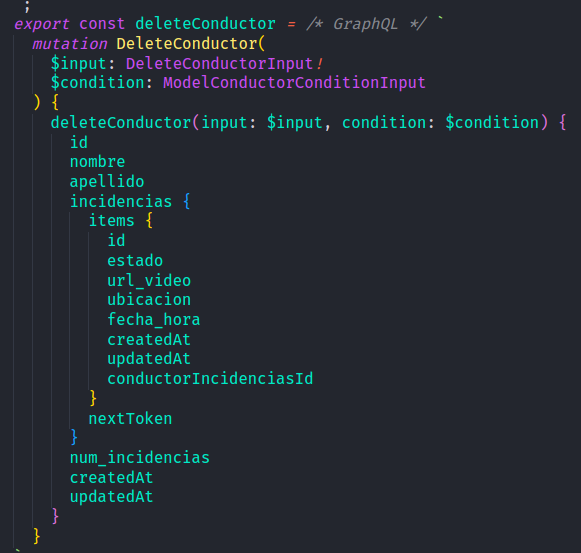 ;
export const deleteConductor = /* GraphQL */ `
mutation DeleteConductor(
$input: DeleteConductorInput!
$condition: ModelConductorConditionInput
) {
deleteConductor(input: $input, condition: $condition) {
id
nombre
apellido
incidencias {
items {
id
estado
url_video
ubicacion
fecha_hora
createdAt
updatedAt
conductorIncidenciasId
}
nextToken
}
num_incidencias
createdAt
updatedAt
}
}
`